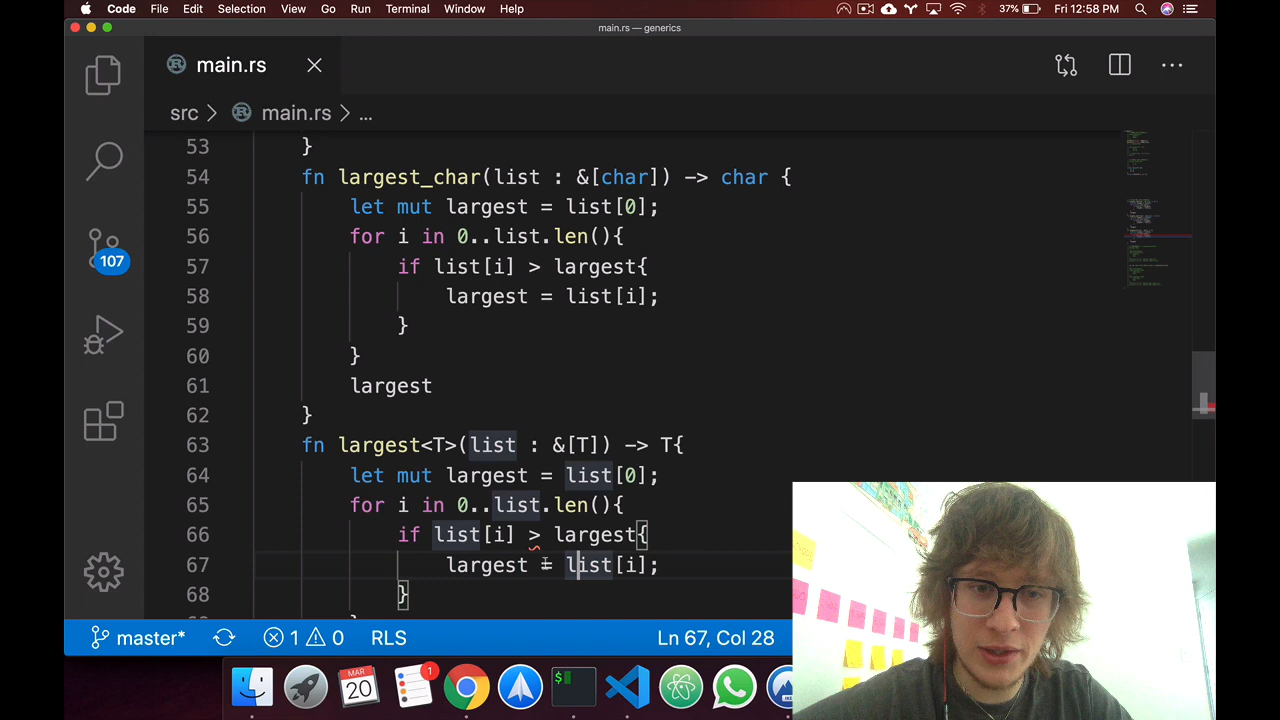 Code File Edit Selection View Go Run Terminal Window Help 37% Fri 12:58 PM
main.rs — generics
main.rs
src > main.rs > ...
53 }
54 fn largest_char(list : &[char]) -> char {
55 let mut largest = list[0];
56 for i in 0..list.len(){
57 if list[i] > largest{
58 largest = list[i];
59 }
60 }
61 largest
62 }
63 fn largest<T>(list : &[T]) -> T{
64 let mut largest = list[0];
65 for i in 0..list.len(){
66 if list[i] > largest{
67 largest = list[i];
68 }
107
master* 1 0 RLS Ln 67, Col 28
MAR 20 1 $